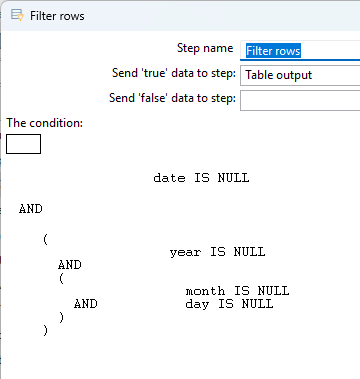 Filter rows
Step name Filter rows
Send 'true' data to step: Table output
Send 'false' data to step:
The condition:
date IS NULL
AND
(
year IS NULL
AND
(
month IS NULL
AND day IS NULL
)
)